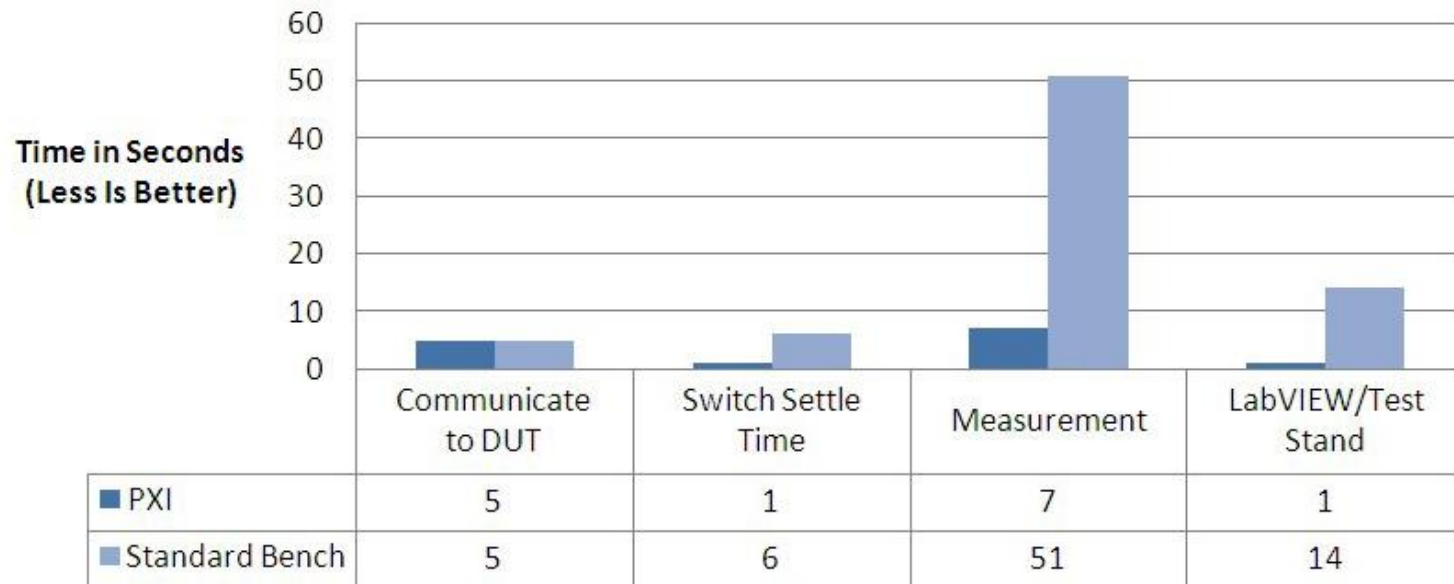 60
50
40
30
20
10
0
Time in Seconds
(Less Is Better)
Communicate
to DUT
Switch Settle
Time
Measurement
LabVIEW/Test
Stand
PXI 5 1 7 1
Standard Bench 5 6 51 14